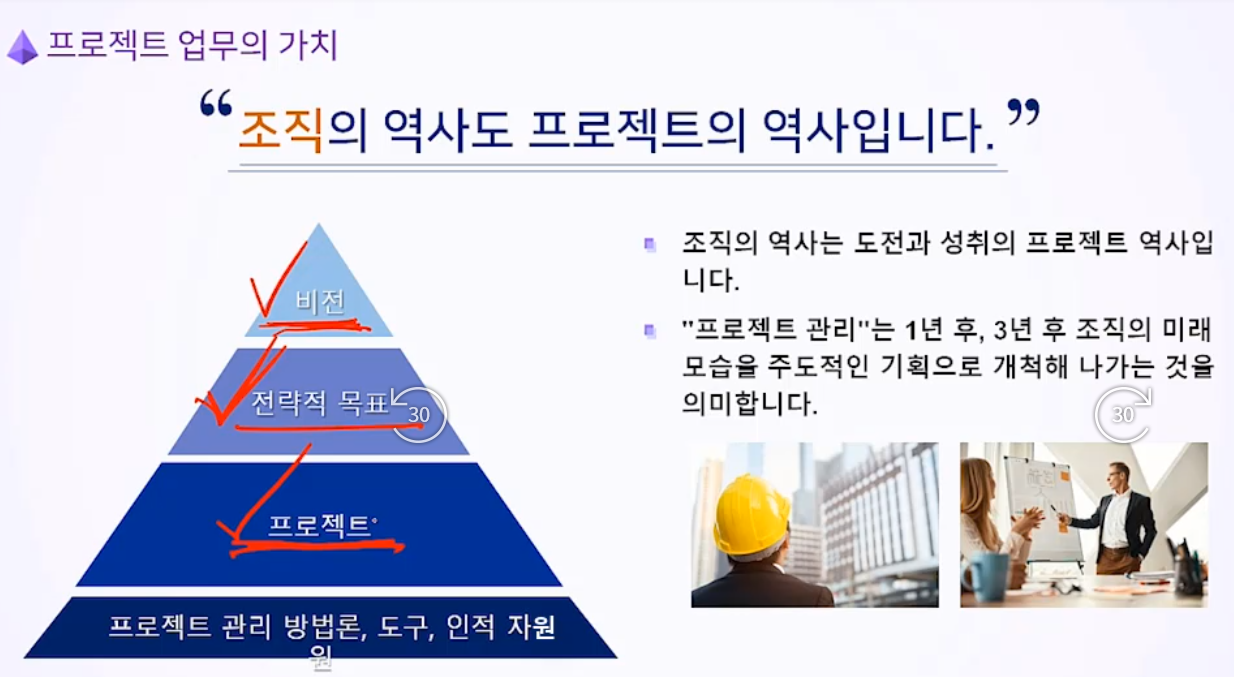 프로젝트 업무의 가치
“조직의 역사도 프로젝트의 역사입니다.”
비전
전략적 목표
프로젝트
프로젝트 관리 방법론, 도구, 인적 자원
원
조직의 역사는 도전과 성취의 프로젝트 역사입
니다.
"프로젝트 관리"는 1년 후, 3년 후 조직의 미래
모습을 주도적인 기획으로 개척해 나가는 것을
의미합니다.
30
30